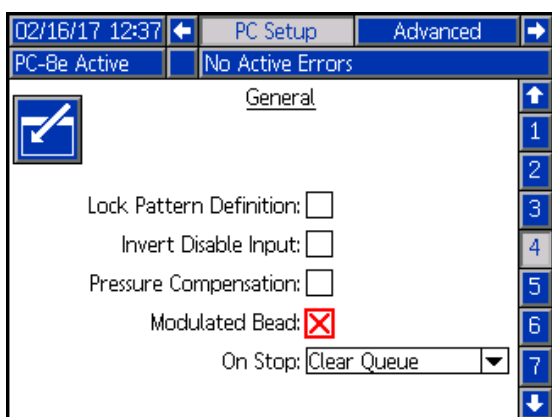 02/16/17 12:37 PC Setup Advanced
PC-8e Active No Active Errors
General
1
2
Lock Pattern Definition: 3
Invert Disable Input: 4
Pressure Compensation: 5
Modulated Bead: 6
On Stop: Clear Queue 7